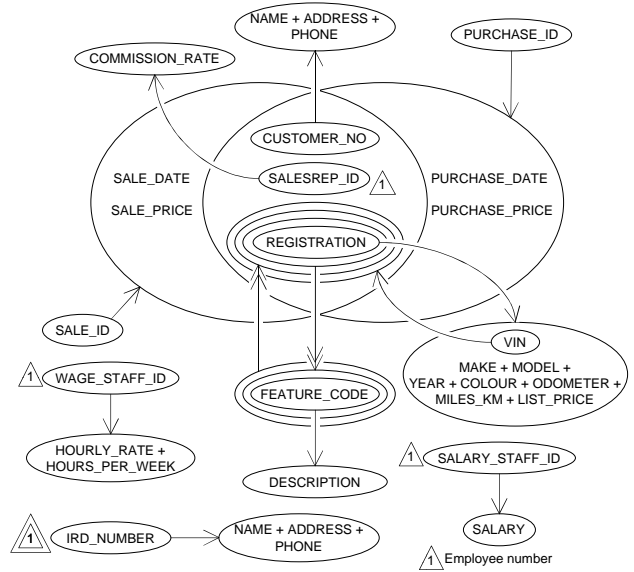 NAME + ADDRESS +
PHONE
PURCHASE_ID
COMMISSION_RATE
CUSTOMER_NO
SALE_DATE
SALESREP_ID
1
PURCHASE_DATE
SALE_PRICE
PURCHASE_PRICE
REGISTRATION
SALE_ID
VIN
MAKE + MODEL +
YEAR + COLOUR + ODOMETER +
MILES_KM + LIST_PRICE
1
WAGE_STAFF_ID
FEATURE_CODE
HOURLY_RATE +
HOURS_PER_WEEK
1
SALARY_STAFF_ID
DESCRIPTION
1
IRD_NUMBER
NAME + ADDRESS +
PHONE
SALARY
1
Employee number